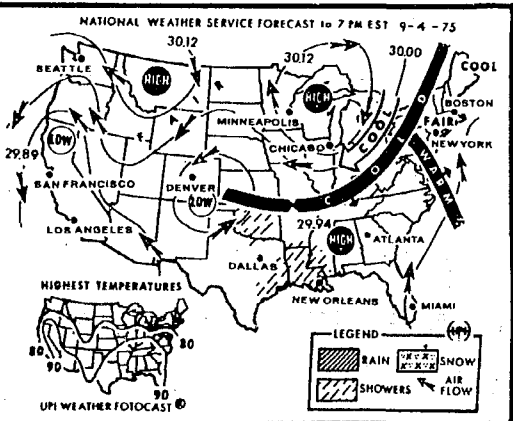 NATIONAL WEATHER SERVICE FORECAST to 7 PM EST 9-4-75
30.12
30.12
30.00
SEATTLE
HIGH
HIGH
COOL
COOL
COLD
BOSTON
FAIR
MINNEAPOLIS
NEW YORK
CHICAGO
WARM
LOW
29.89
SAN FRANCISCO
DENVER
LOW
29.94
HIGH
ATLANTA
LOS ANGELES
DALLAS
NEW ORLEANS
MIAMI
HIGHEST TEMPERATURES
80
90
80
90
UPI WEATHER FOTOCAST ®
LEGEND
UPI
RAIN
SNOW
SHOWERS
AIR FLOW